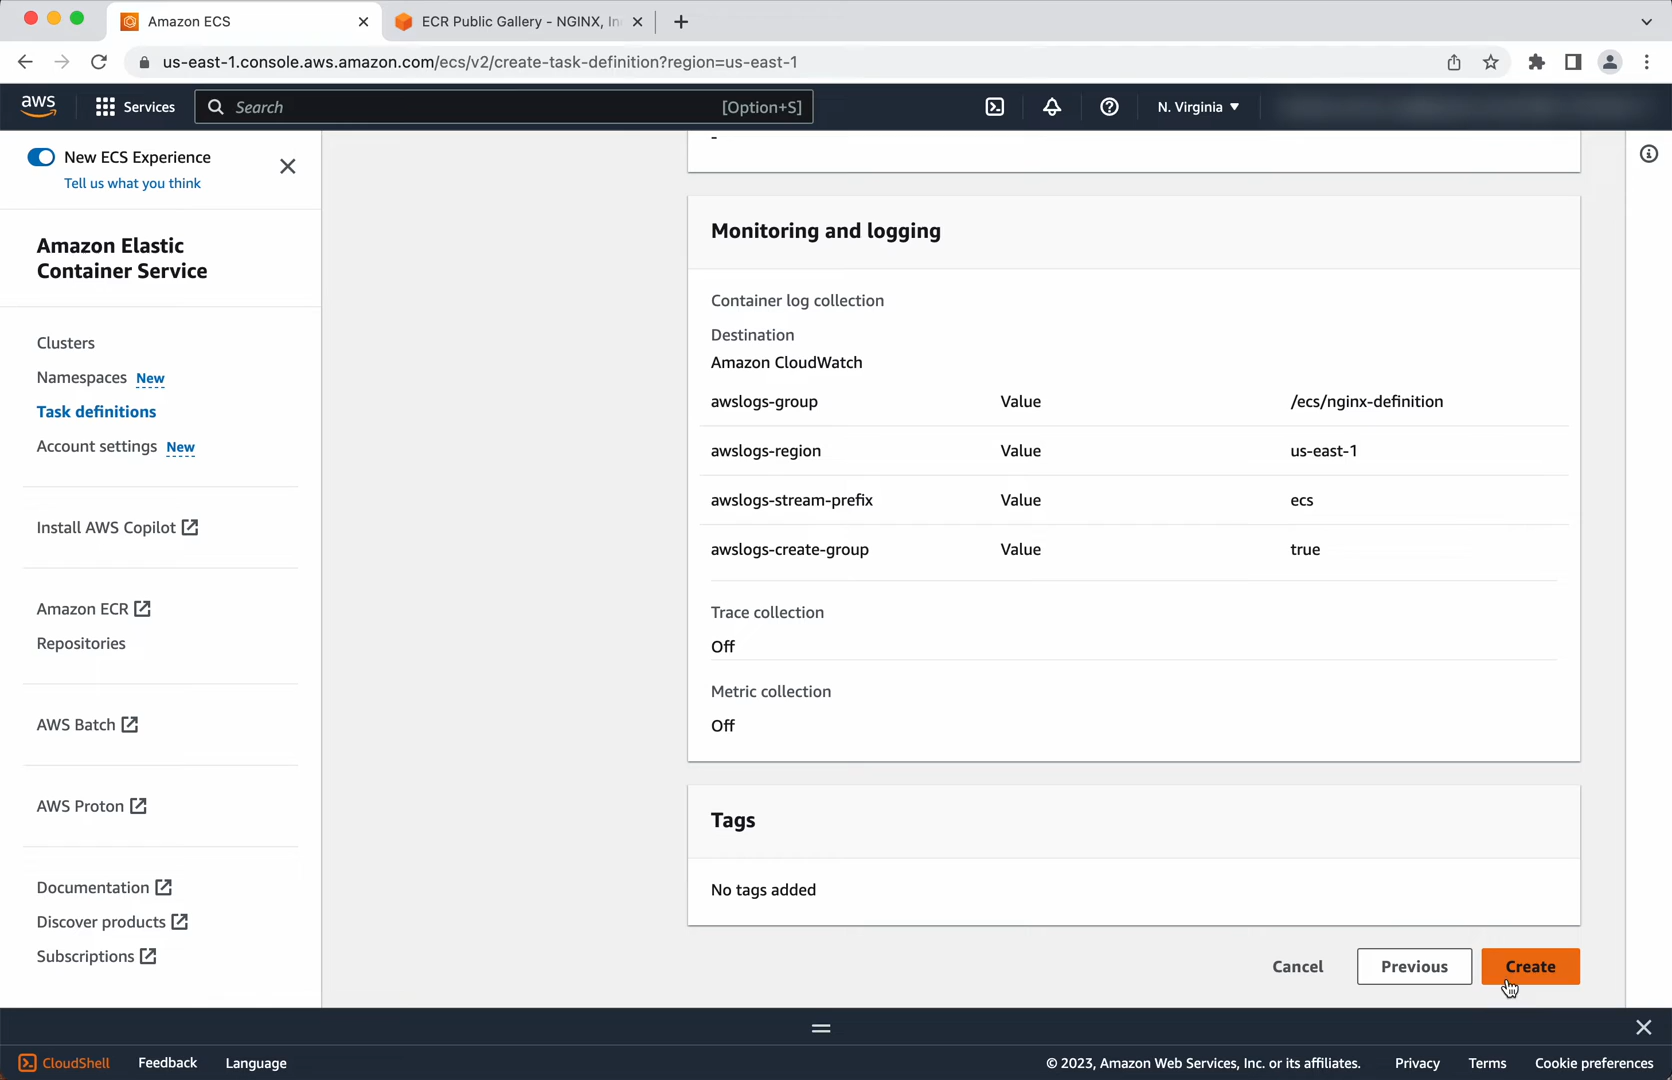 Amazon ECS
ECR Public Gallery - NGINX, In
us-east-1.console.aws.amazon.com/ecs/v2/create-task-definition?region=us-east-1
aws
Services
Search
[Option+S]
N. Virginia
New ECS Experience
Tell us what you think
Amazon Elastic
Container Service
Clusters
Namespaces New
Task definitions
Account settings New
Install AWS Copilot
Amazon ECR
Repositories
AWS Batch
AWS Proton
Documentation
Discover products
Subscriptions
-
Monitoring and logging
Container log collection
Destination
Amazon CloudWatch
awslogs-group Value /ecs/nginx-definition
awslogs-region Value us-east-1
awslogs-stream-prefix Value ecs
awslogs-create-group Value true
Trace collection
Off
Metric collection
Off
Tags
No tags added
Cancel
Previous
Create
CloudShell
Feedback
Language
© 2023, Amazon Web Services, Inc. or its affiliates.
Privacy
Terms
Cookie preferences